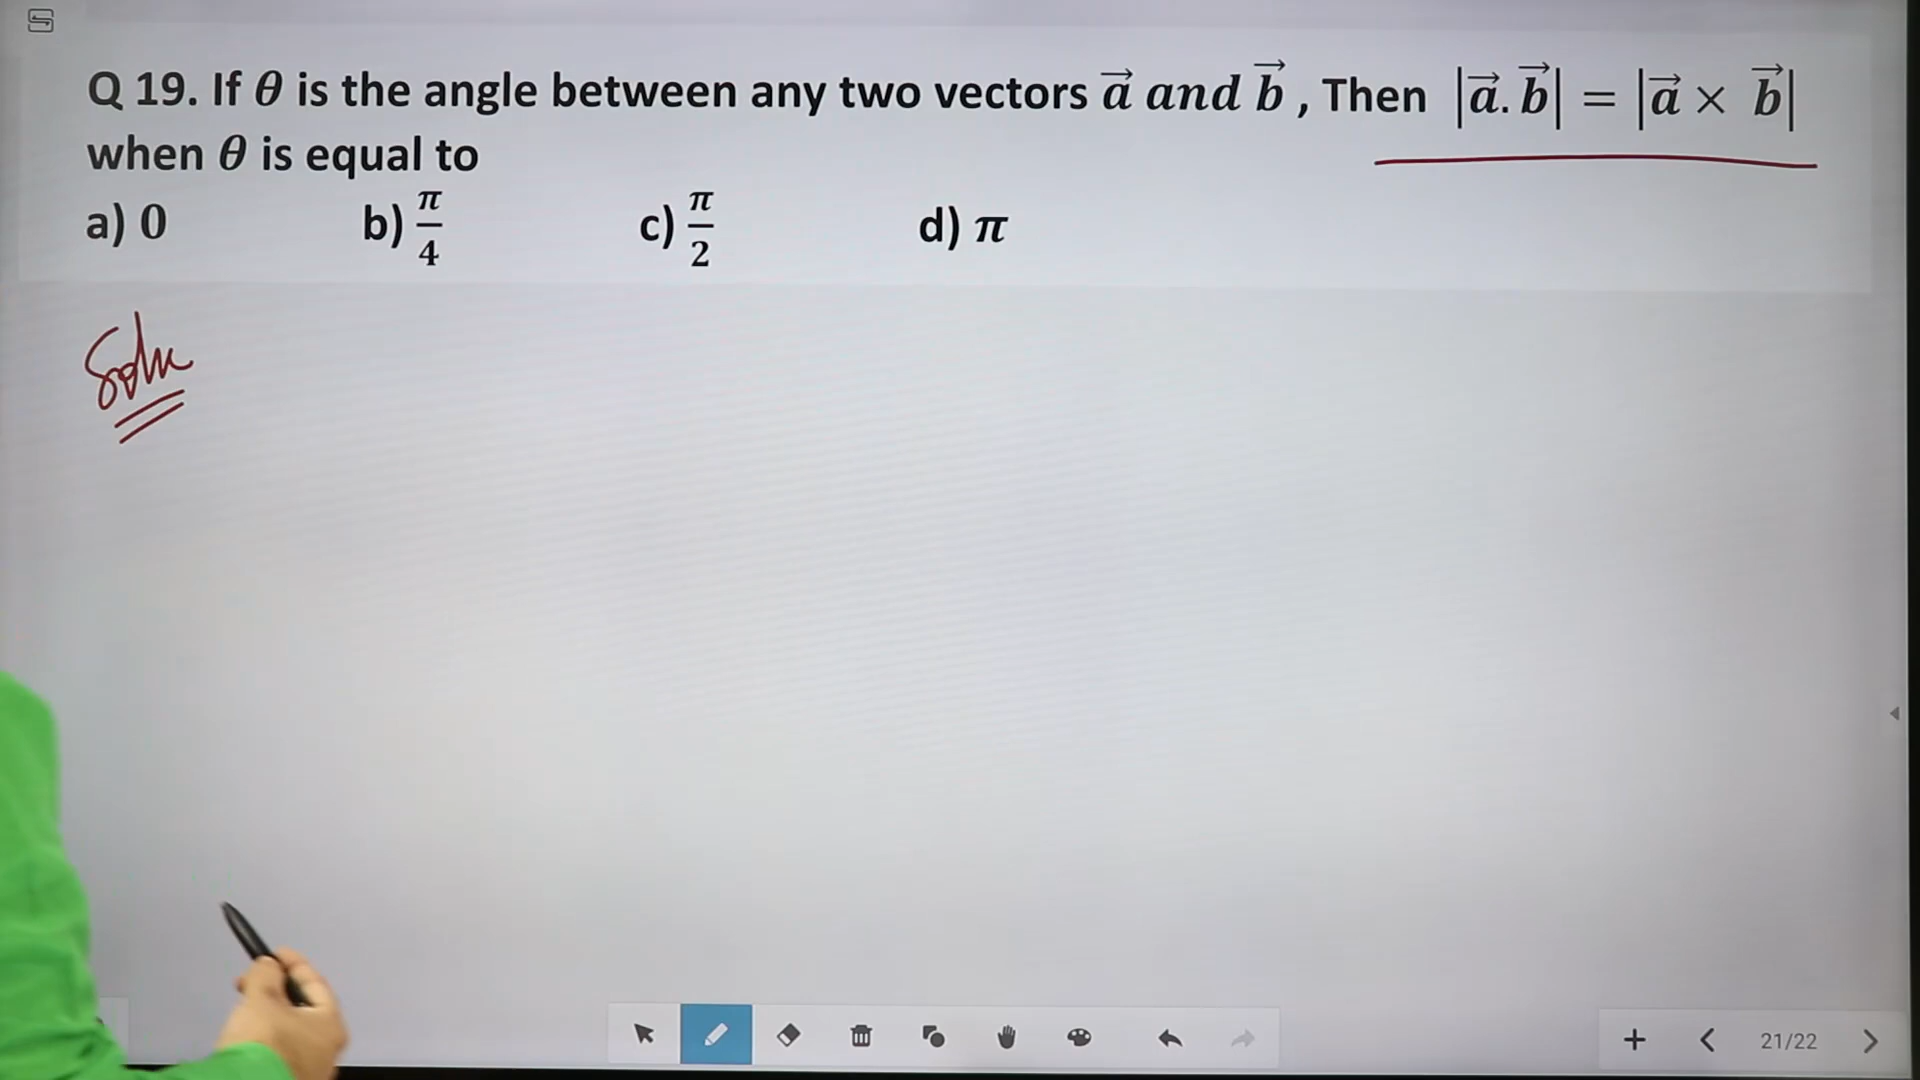 Q 19. If θ is the angle between any two vectors a⃗ and b⃗ , Then |a⃗. b⃗| = |a⃗ × b⃗|
when θ is equal to
a) 0 b) π/4 c) π/2 d) π
Soln
21/22